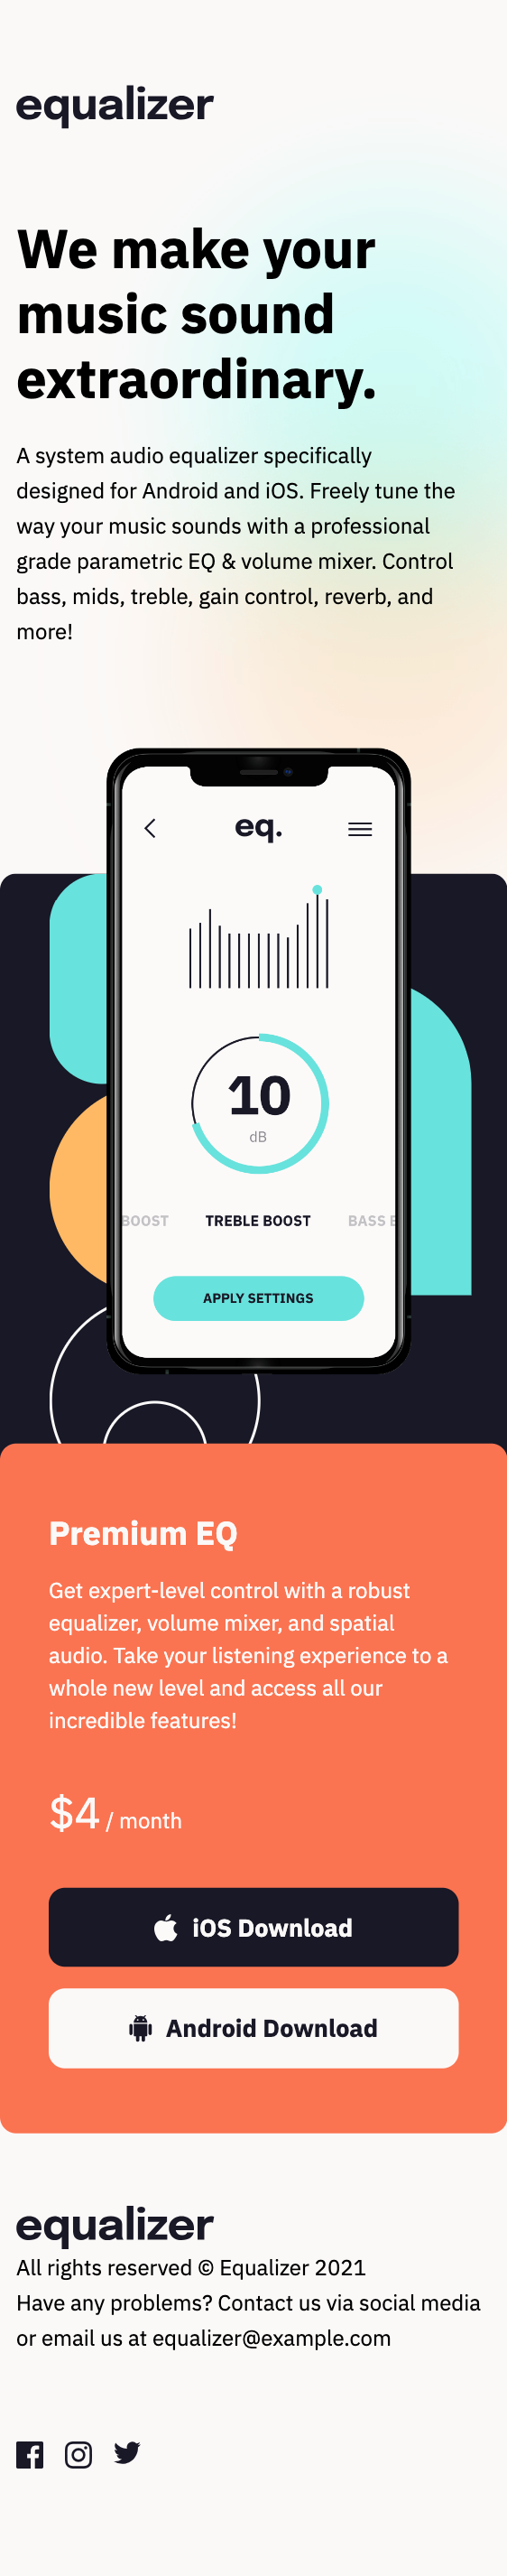 equalizer
We make your
music sound
extraordinary.
A system audio equalizer specifically
designed for Android and iOS. Freely tune the
way your music sounds with a professional
grade parametric EQ & volume mixer. Control
bass, mids, treble, gain control, reverb, and
more!
eq.
10
dB
BOOST TREBLE BOOST BASS
APPLY SETTINGS
Premium EQ
Get expert-level control with a robust
equalizer, volume mixer, and spatial
audio. Take your listening experience to a
whole new level and access all our
incredible features!
$4 / month
iOS Download
Android Download
equalizer
All rights reserved © Equalizer 2021
Have any problems? Contact us via social media
or email us at equalizer@example.com